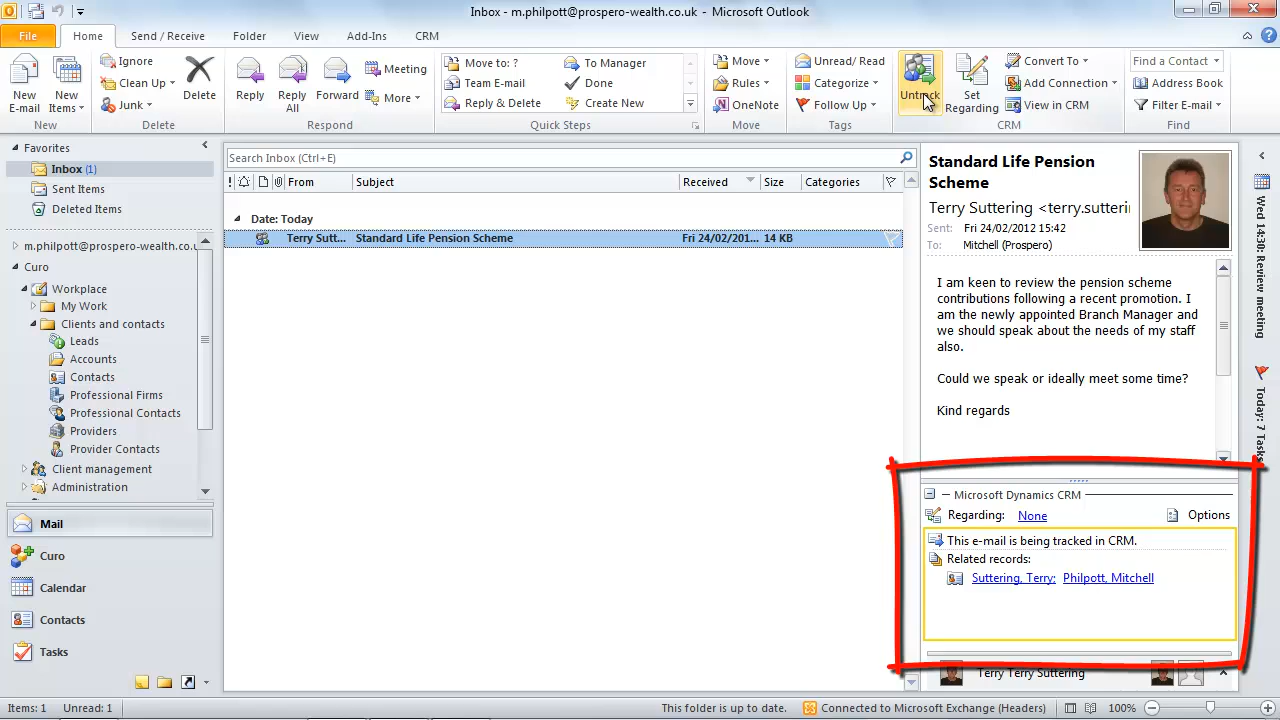 Inbox - m.philpott@prospero-wealth.co.uk - Microsoft Outlook
File Home Send / Receive Folder View Add-Ins CRM
New E-mail
New Items
New
Ignore
Clean Up
Junk
Delete
Delete
Reply
Reply All
Forward
Meeting
More
Respond
Move to: ?
Team E-mail
Reply & Delete
To Manager
Done
Create New
Quick Steps
Move
Rules
OneNote
Move
Unread/ Read
Categorize
Follow Up
Tags
Untrack
Set Regarding
Convert To
Add Connection
View in CRM
CRM
Find a Contact
Address Book
Filter E-mail
Find
Favorites
Inbox (1)
Sent Items
Deleted Items
m.philpott@prospero-wealth.co.u
Curo
Workplace
My Work
Clients and contacts
Leads
Accounts
Contacts
Professional Firms
Professional Contacts
Providers
Provider Contacts
Client management
Administration
Mail
Curo
Calendar
Contacts
Tasks
Search Inbox (Ctrl+E)
! From Subject Received Size Categories
Date: Today
Terry Sutt... Standard Life Pension Scheme Fri 24/02/201... 14 KB
Standard Life Pension
Scheme
Terry Suttering <terry.sutterin
Sent: Fri 24/02/2012 15:42
To: Mitchell (Prospero)
I am keen to review the pension scheme
contributions following a recent promotion. I
am the newly appointed Branch Manager and
we should speak about the needs of my staff
also.
Could we speak or ideally meet some time?
Kind regards
Microsoft Dynamics CRM
Regarding: None Options
This e-mail is being tracked in CRM.
Related records:
Suttering, Terry; Philpott, Mitchell
Terry Terry Suttering
Wed 14:30: Review meeting
Today: 7 Tasks
Items: 1 Unread: 1 This folder is up to date. Connected to Microsoft Exchange (Headers) 100%